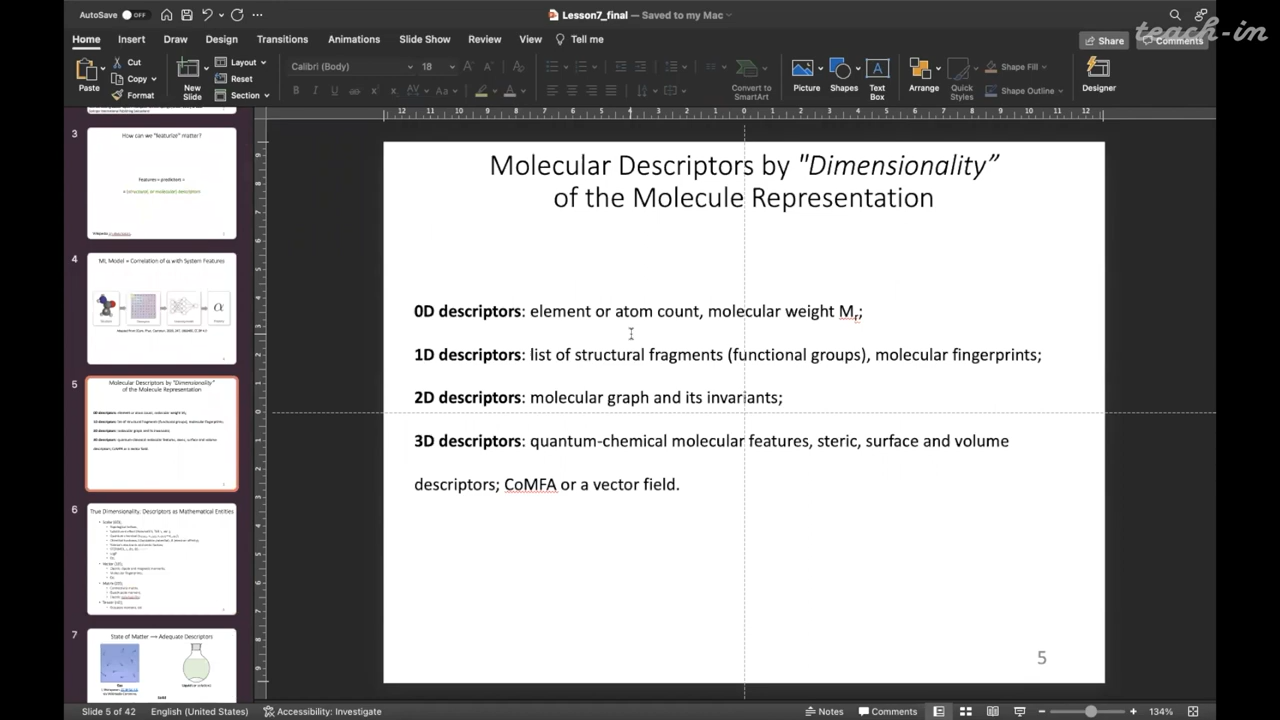 AutoSave OFF
Lesson7_final — Saved to my Mac
teach-in
Home Insert Draw Design Transitions Animations Slide Show Review View Tell me
Share Comments
Paste Cut Copy Format
New Slide Layout Reset Section
Calibri (Body) 18
Convert to SmartArt
Picture Shapes Text Box Arrange Quick Styles Shape Fill Shape Outline Designer
3
How can we "featurize" matter?
4
ML Model = Correlation of α with System Features
α
5
Molecular Descriptors by "Dimensionality"
of the Molecule Representation
6
True Dimensionality: Descriptors as Mathematical Entities
7
State of Matter ⟶ Adequate Descriptors
Molecular Descriptors by "Dimensionality”
of the Molecule Representation
0D descriptors: element or atom count, molecular weight Mr;
1D descriptors: list of structural fragments (functional groups), molecular fingerprints;
2D descriptors: molecular graph and its invariants;
3D descriptors: quantum-chemical molecular features, steric, surface and volume
descriptors; CoMFA or a vector field.
5
Slide 5 of 42 English (United States) Accessibility: Investigate Notes Comments 134%